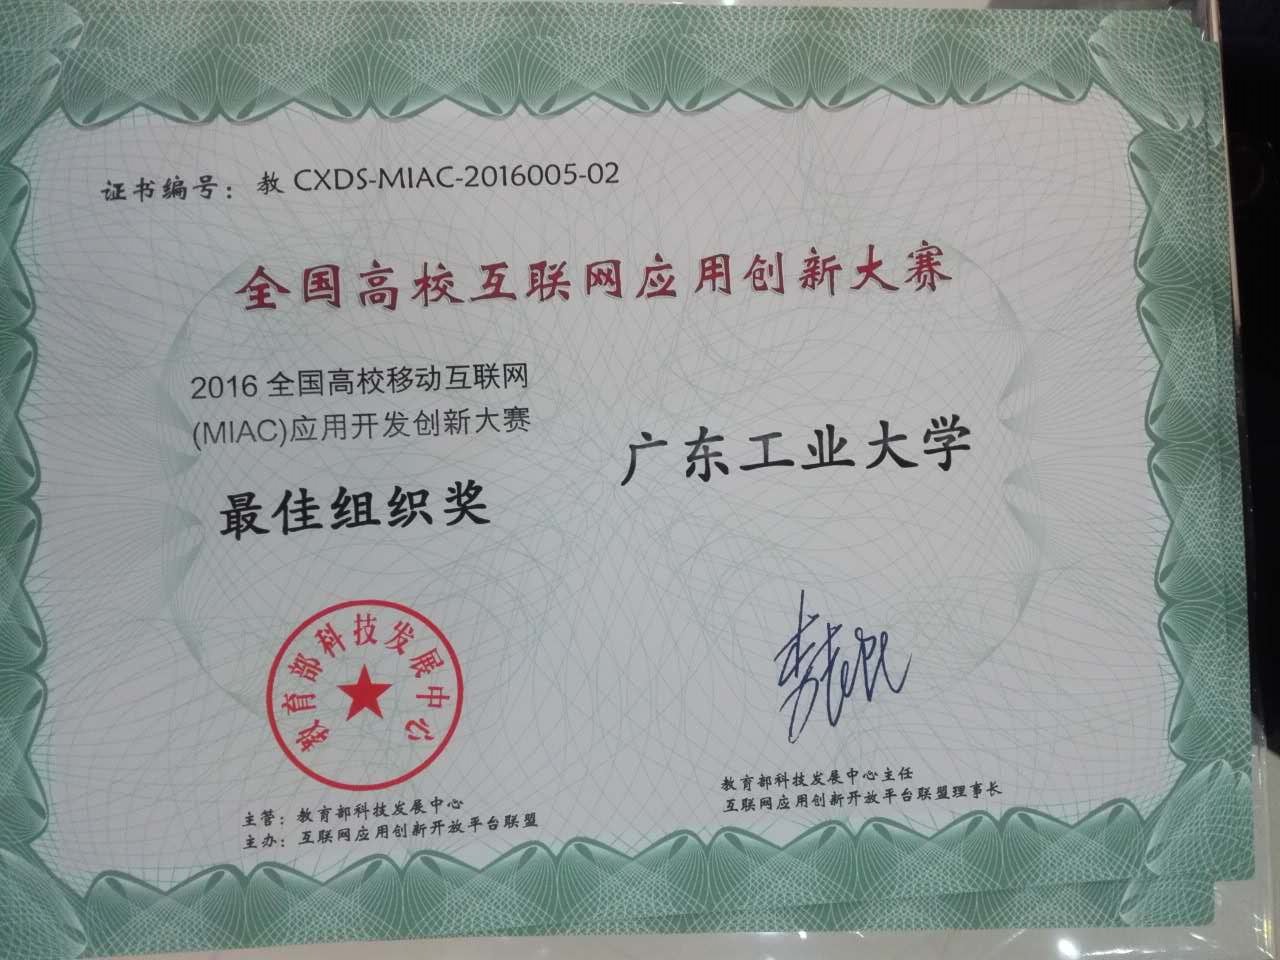 证书编号：教 CXDS-MIAC-2016005-02
全国高校互联网应用创新大赛
2016 全国高校移动互联网
(MIAC)应用开发创新大赛
最佳组织奖
广东工业大学
教育部科技发展中心
主管：教育部科技发展中心
主办：互联网应用创新开放平台联盟
教育部科技发展中心主任
互联网应用创新开放平台联盟理事长